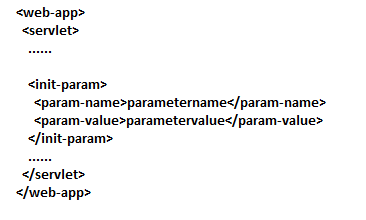 <web-app>
<servlet>
......
<init-param>
<param-name>parametername</param-name>
<param-value>parametervalue</param-value>
</init-param>
......
</servlet>
</web-app>